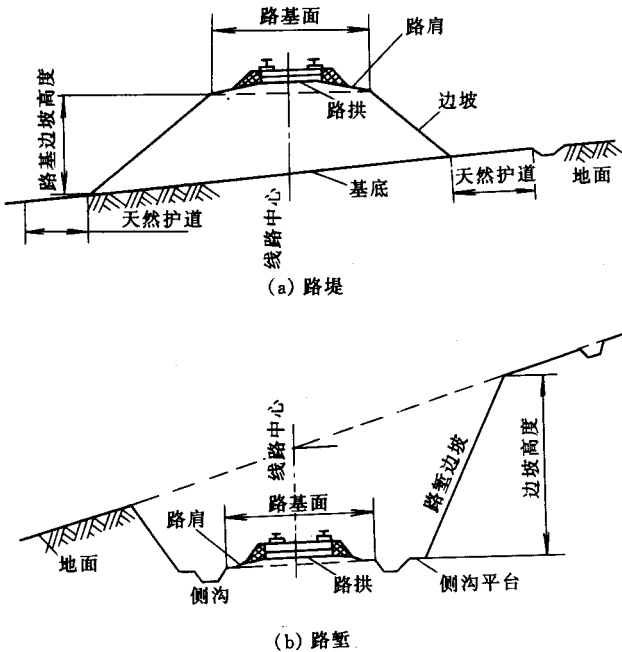 路基面
路肩
路拱
边坡
路基边坡高度
天然护道
基底
天然护道
地面
线路中心
(a) 路堤
线路中心
路基面
路肩
路堑边坡
边坡高度
地面
侧沟
路拱
侧沟平台
(b) 路堑